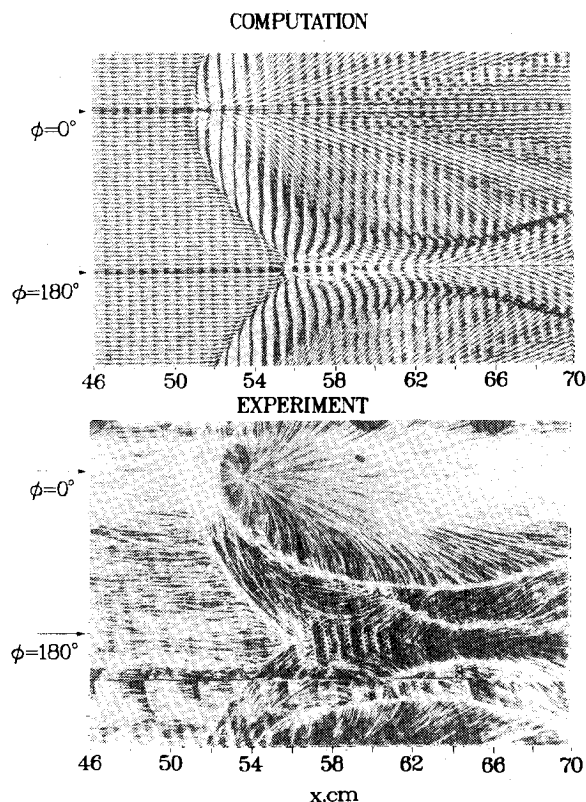 COMPUTATION
ϕ=0°
ϕ=180°
46 50 54 58 62 66 70
EXPERIMENT
ϕ=0°
ϕ=180°
46 50 54 58 62 66 70
x,cm